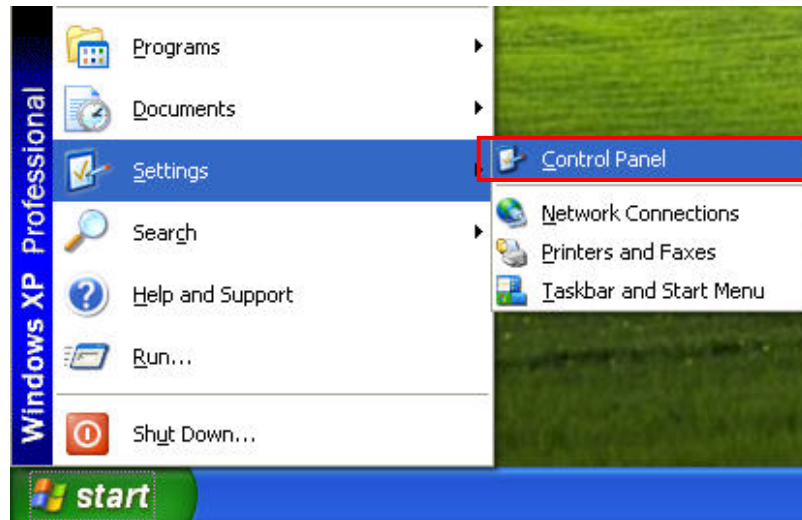 Windows XP Professional
Programs
Documents
Settings
Search
Help and Support
Run...
Shut Down...
Control Panel
Network Connections
Printers and Faxes
Taskbar and Start Menu
start